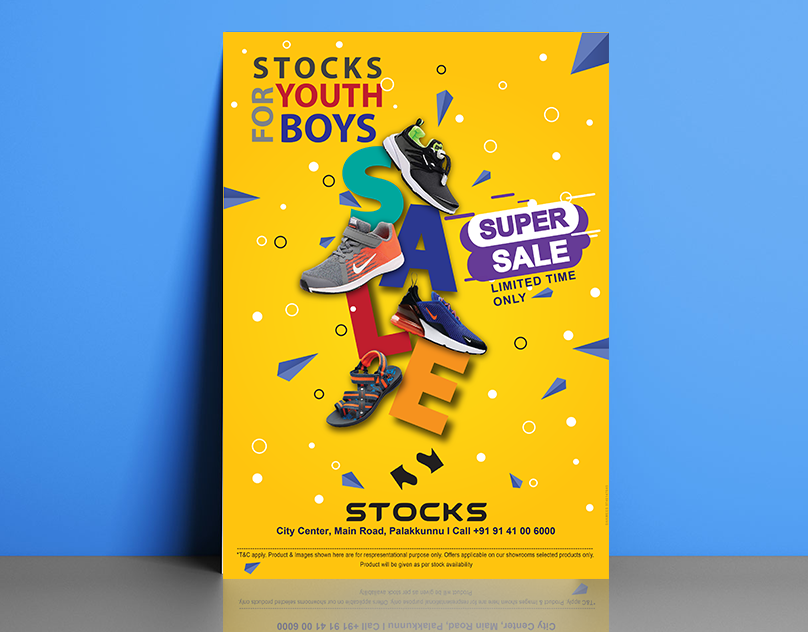 STOCKS
FOR YOUTH
BOYS
SALE
SUPER
SALE
LIMITED TIME
ONLY
STOCKS
City Center, Main Road, Palakkunnu I Call +91 91 41 00 6000
*T&C apply. Product & Images shown here are for respresentational purpose only. Offers applicable on our showrooms selected products only.
Product will be given as per stock availability